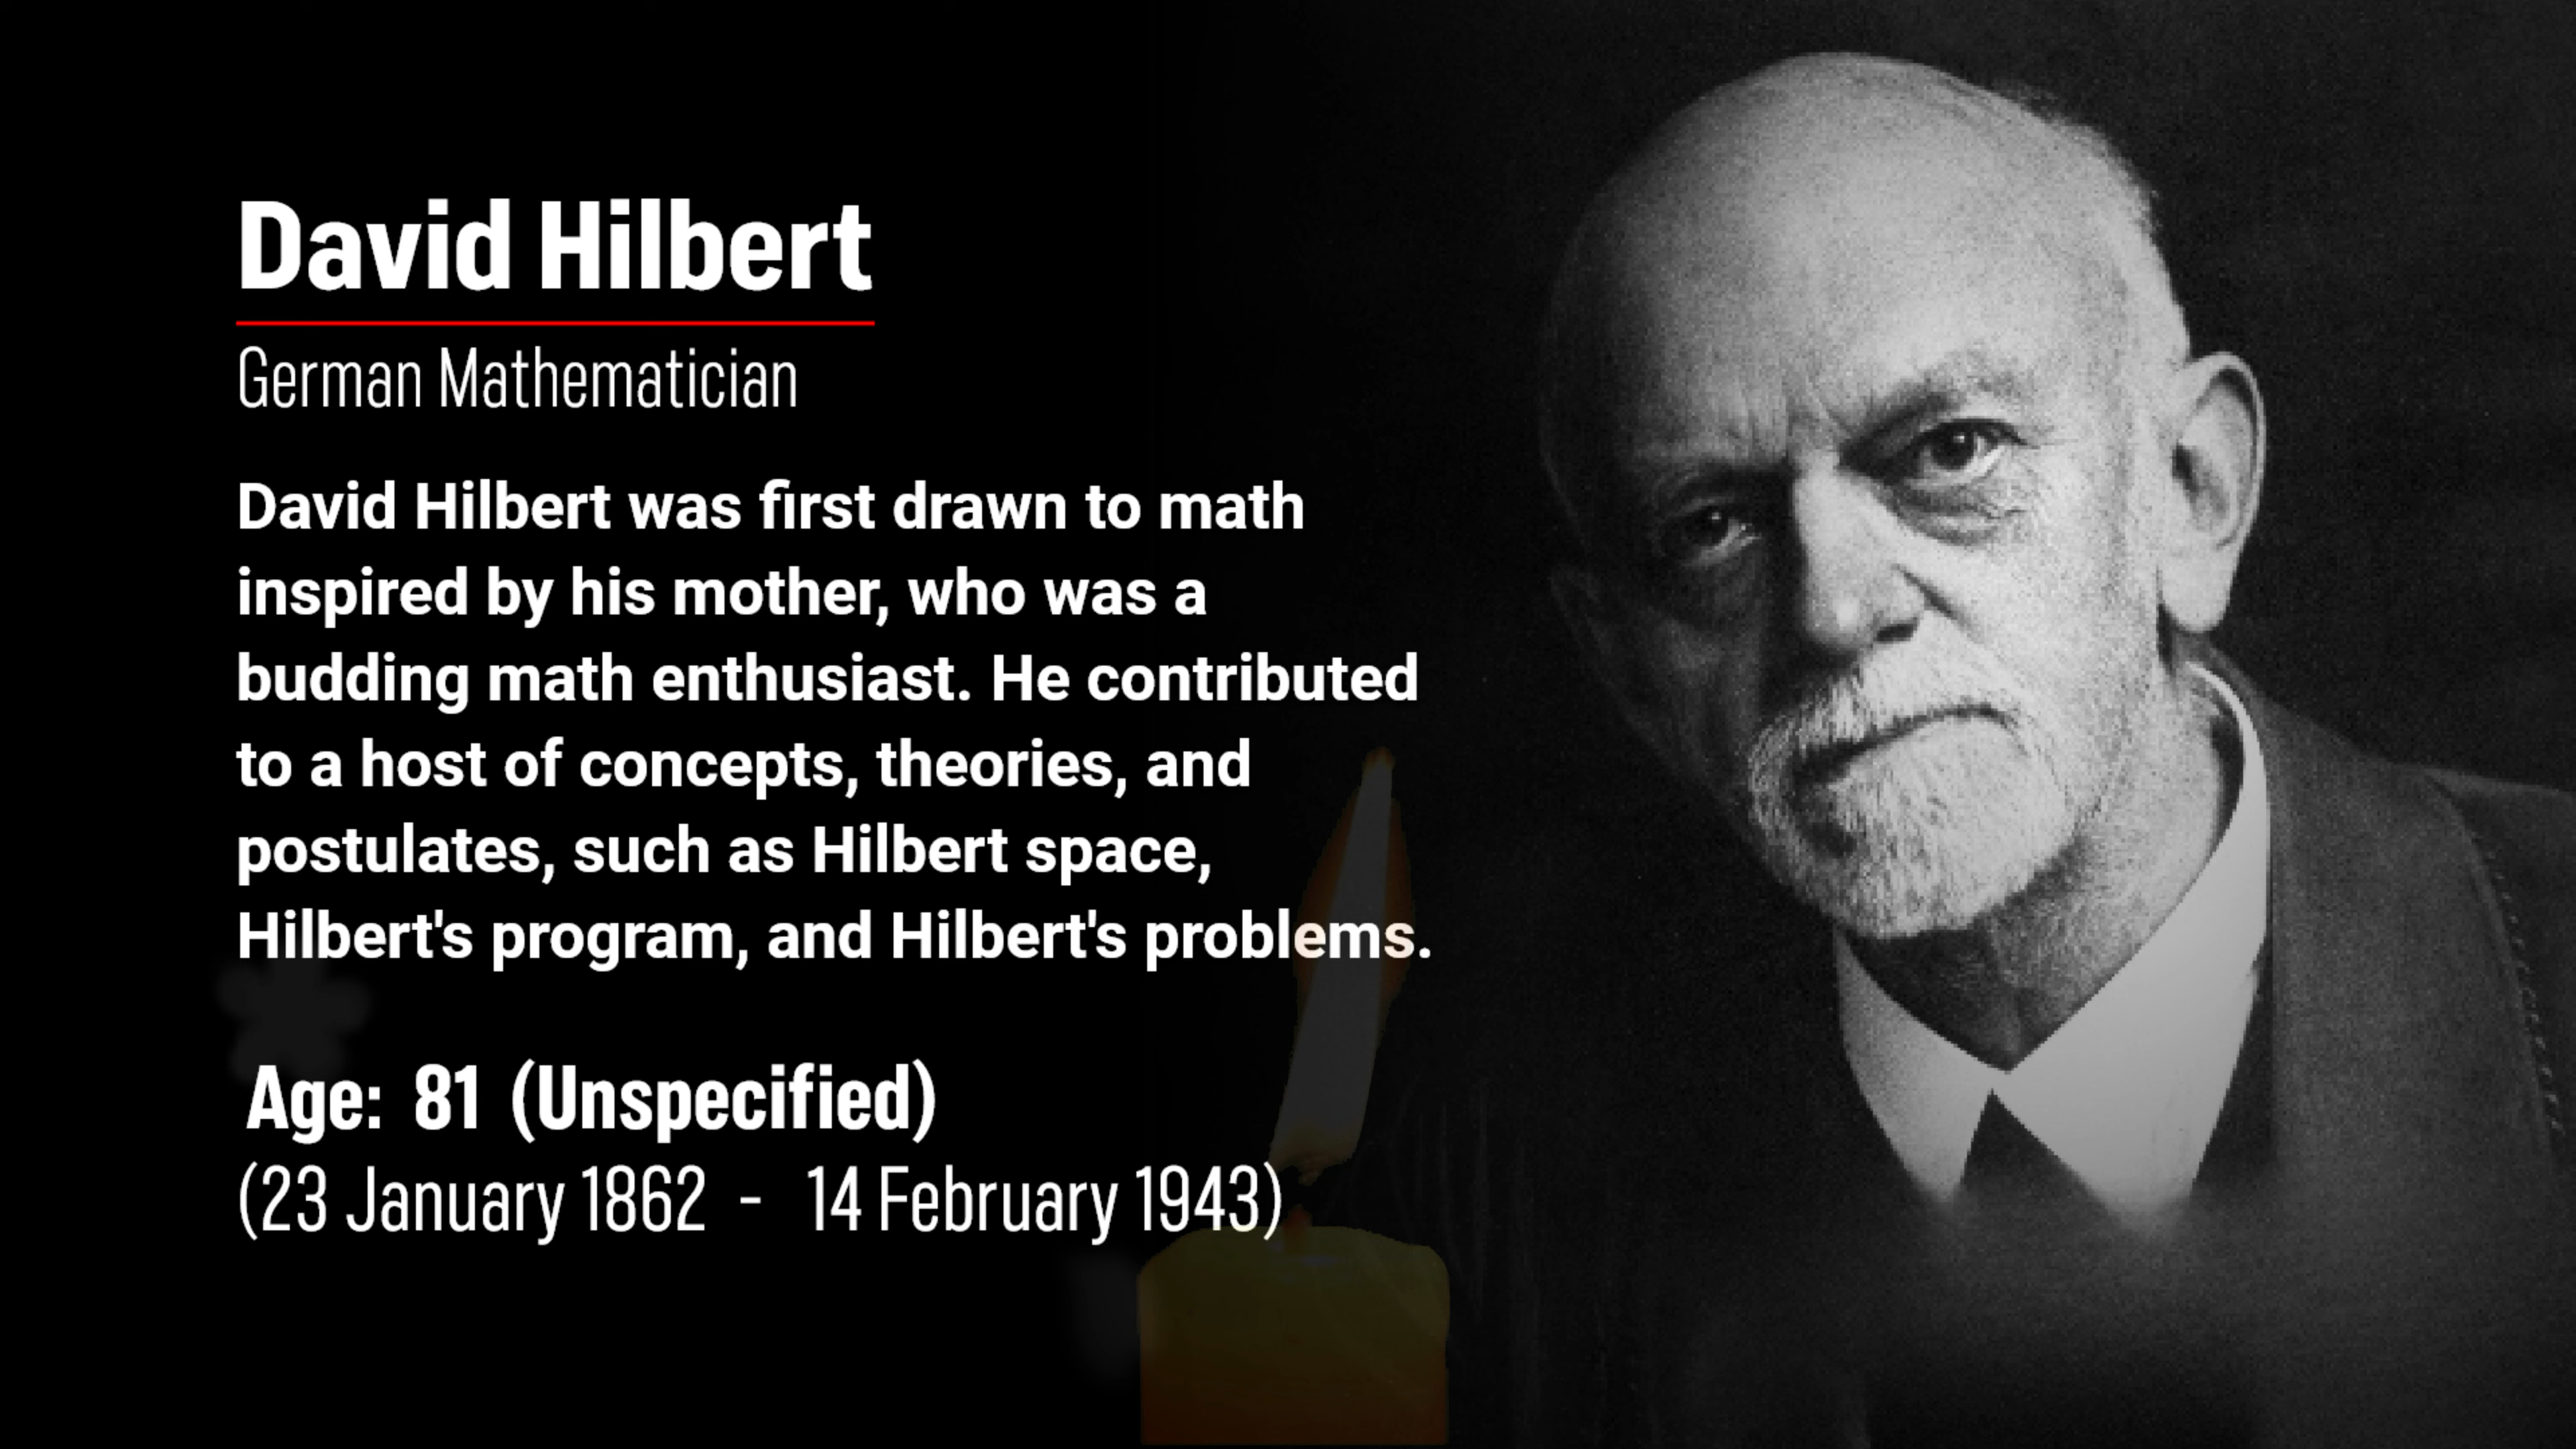 David Hilbert
German Mathematician
David Hilbert was first drawn to math
inspired by his mother, who was a
budding math enthusiast. He contributed
to a host of concepts, theories, and
postulates, such as Hilbert space,
Hilbert's program, and Hilbert's problems.
Age: 81 (Unspecified)
(23 January 1862 - 14 February 1943)